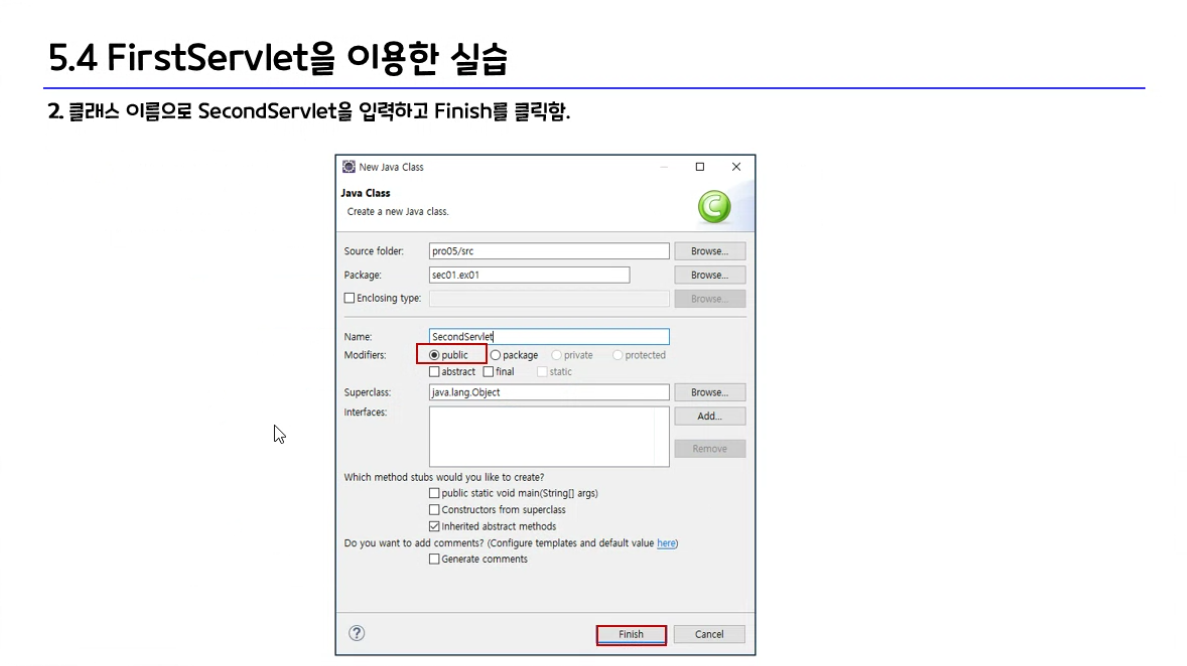 5.4 FirstServlet을 이용한 실습
2. 클래스 이름으로 SecondServlet을 입력하고 Finish를 클릭함.
New Java Class
Java Class
Create a new Java class.
Source folder: pro05/src Browse...
Package: sec01.ex01 Browse...
Enclosing type: Browse...
Name: SecondServlet
Modifiers: public package private protected
abstract final static
Superclass: java.lang.Object Browse...
Interfaces: Add...
Remove
Which method stubs would you like to create?
public static void main(String[] args)
Constructors from superclass
Inherited abstract methods
Do you want to add comments? (Configure templates and default value here)
Generate comments
Finish Cancel